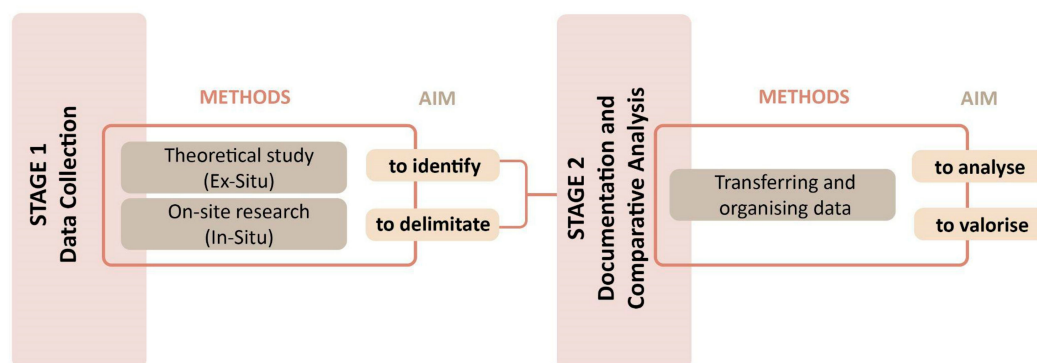 STAGE 1
Data Collection
METHODS
AIM
Theoretical study
(Ex-Situ)
On-site research
(In-Situ)
to identify
to delimitate
STAGE 2
Documentation and
Comparative Analysis
METHODS
AIM
Transferring and
organising data
to analyse
to valorise